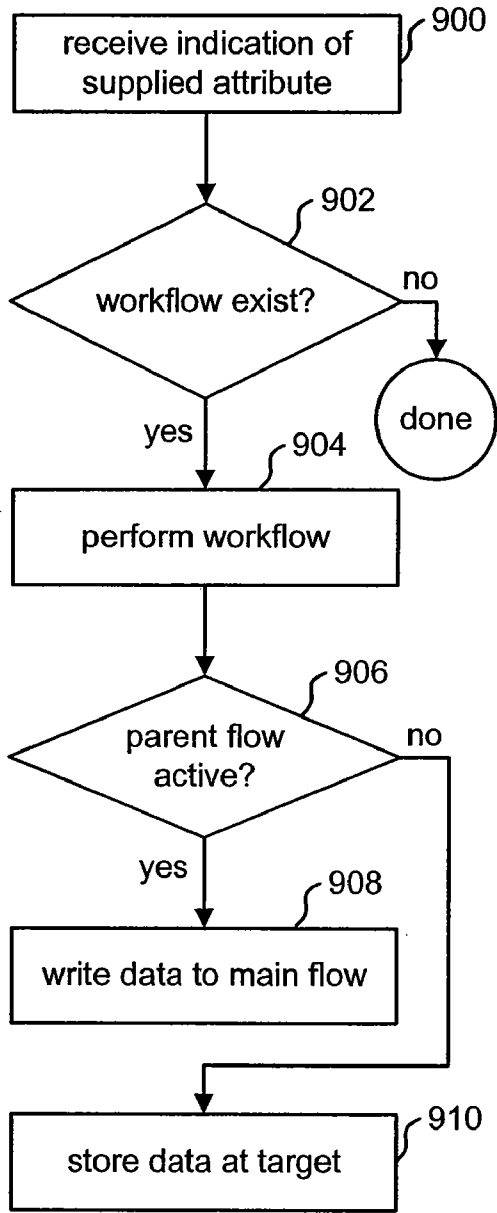 900
receive indication of
supplied attribute
902
workflow exist?
no
done
yes
904
perform workflow
906
parent flow
active?
no
yes
908
write data to main flow
910
store data at target